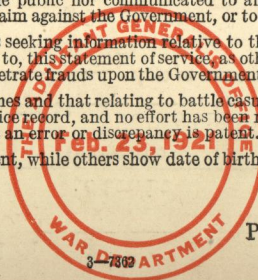 the public nor communicated to a
aim against the Government, or to
s seeking information relative to th
to, this statement of service, as oth
etrate frauds upon the Government
nes and that relating to battle casu
ice record, and no effort has been
an error or discrepancy is patent.
nt, while others show date of birth
THE ADJUTANT GENERAL'S OFFICE
Feb. 23, 1921
WAR DEPARTMENT
3—7362
P